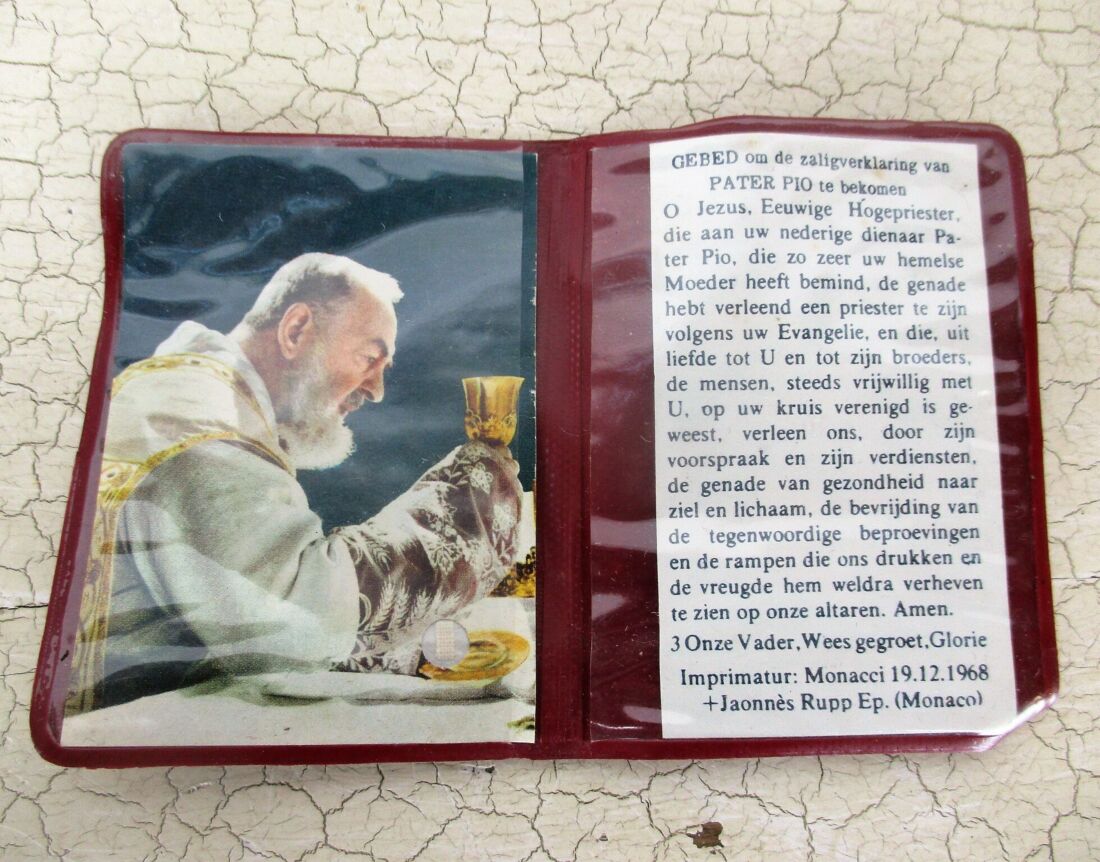 GEBED om de zaligverklaring van
PATER PIO te bekomen
O Jezus, Eeuwige Hogepriester,
die aan uw nederige dienaar Pa-
ter Pio, die zo zeer uw hemelse
Moeder heeft bemind, de genade
hebt verleend een priester te zijn
volgens uw Evangelie, en die, uit
liefde tot U en tot zijn broeders,
de mensen, steeds vrijwillig met
U, op uw kruis verenigd is ge-
weest, verleen ons, door zijn
voorspraak en zijn verdiensten,
de genade van gezondheid naar
ziel en lichaam, de bevrijding van
de tegenwoordige beproevingen
en de rampen die ons drukken en
de vreugde hem weldra verheven
te zien op onze altaren. Amen.
3 Onze Vader, Wees gegroet, Glorie
Imprimatur: Monacci 19.12.1968
+Jaonnès Rupp Ep. (Monaco)